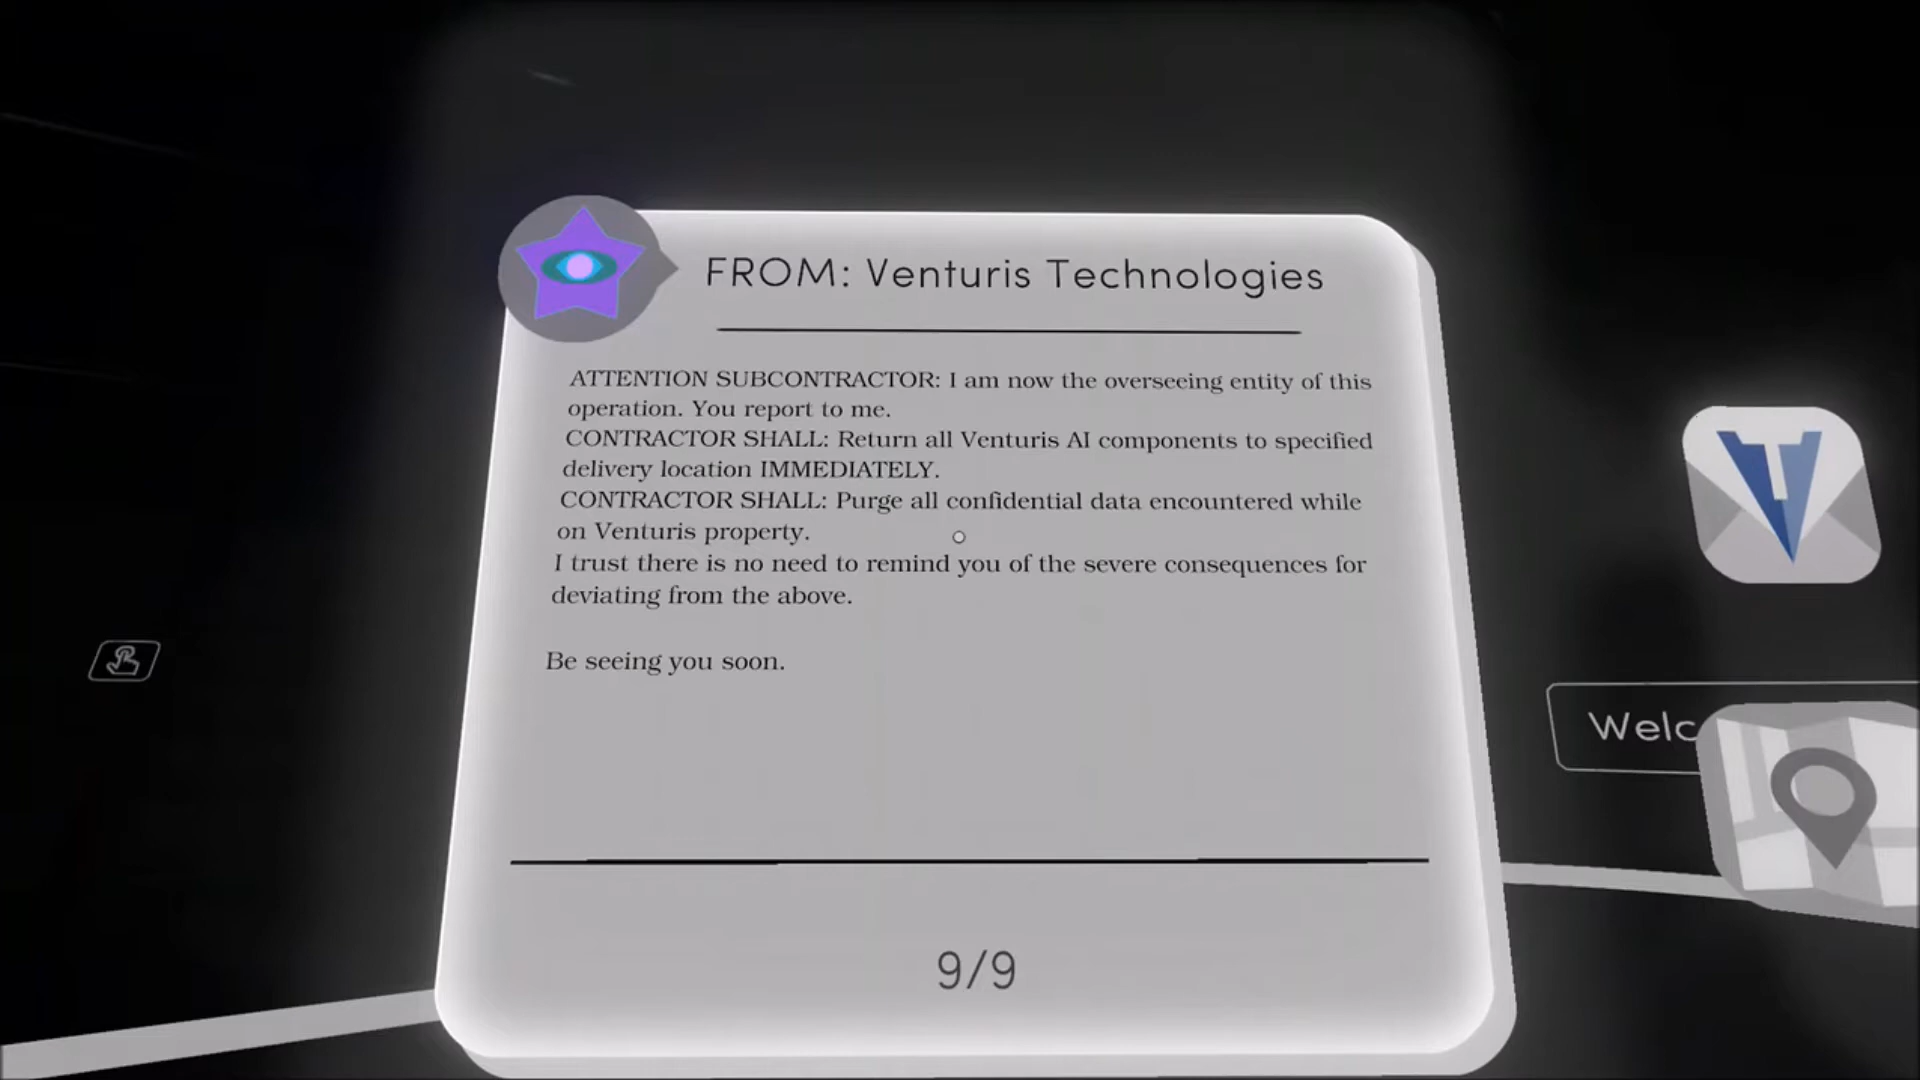 FROM: Venturis Technologies
ATTENTION SUBCONTRACTOR: I am now the overseeing entity of this
operation. You report to me.
CONTRACTOR SHALL: Return all Venturis AI components to specified
delivery location IMMEDIATELY.
CONTRACTOR SHALL: Purge all confidential data encountered while
on Venturis property.
I trust there is no need to remind you of the severe consequences for
deviating from the above.
Be seeing you soon.
Welc
9/9